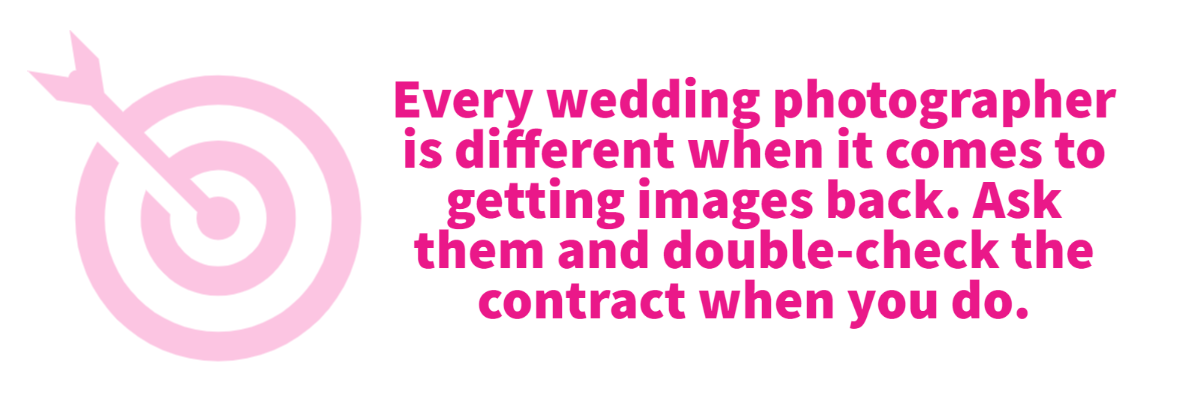 Every wedding photographer
is different when it comes to
getting images back. Ask
them and double-check the
contract when you do.